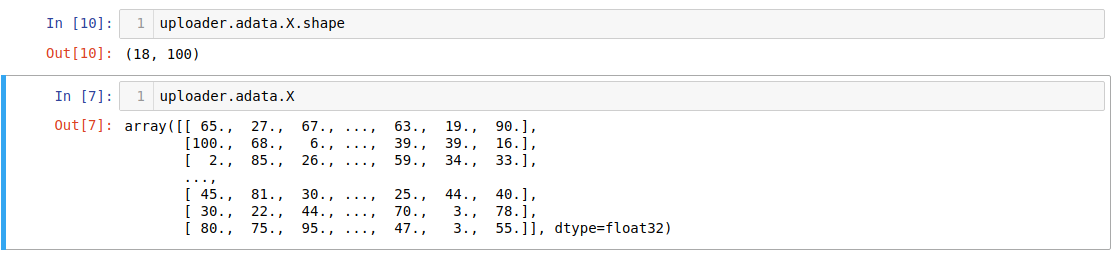 In [10]: 1 uploader.adata.X.shape
Out[10]: (18, 100)
In [7]: 1 uploader.adata.X
Out[7]: array([[ 65.,  27.,  67., ...,  63.,  19.,  90.],
       [100.,  68.,   6., ...,  39.,  39.,  16.],
       [  2.,  85.,  26., ...,  59.,  34.,  33.],
       ...,
       [ 45.,  81.,  30., ...,  25.,  44.,  40.],
       [ 30.,  22.,  44., ...,  70.,   3.,  78.],
       [ 80.,  75.,  95., ...,  47.,   3.,  55.]], dtype=float32)